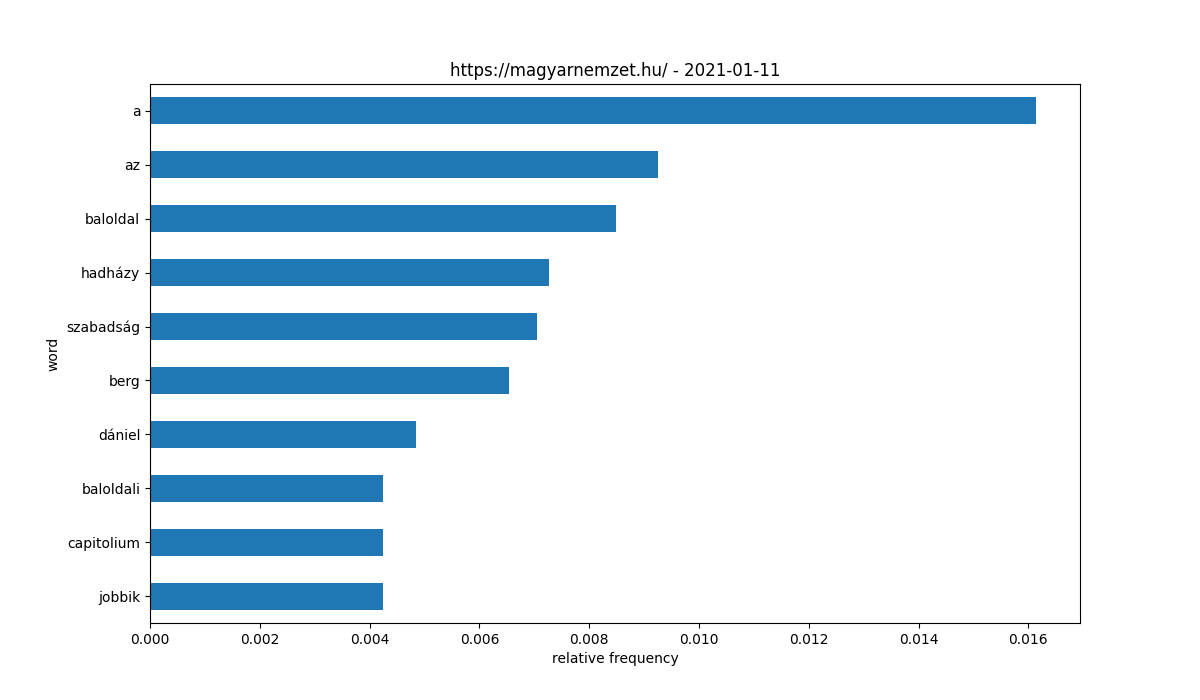 https://magyarnemzet.hu/ - 2021-01-11
a
az
baloldal
hadházy
szabadság
berg
dániel
baloldali
capitolium
jobbik
word
0.000 0.002 0.004 0.006 0.008 0.010 0.012 0.014 0.016
relative frequency